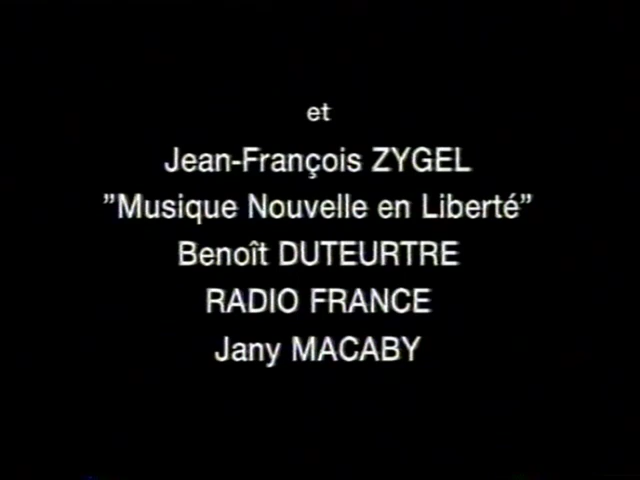 et
Jean-François ZYGEL
"Musique Nouvelle en Liberté"
Benoît DUTEURTRE
RADIO FRANCE
Jany MACABY